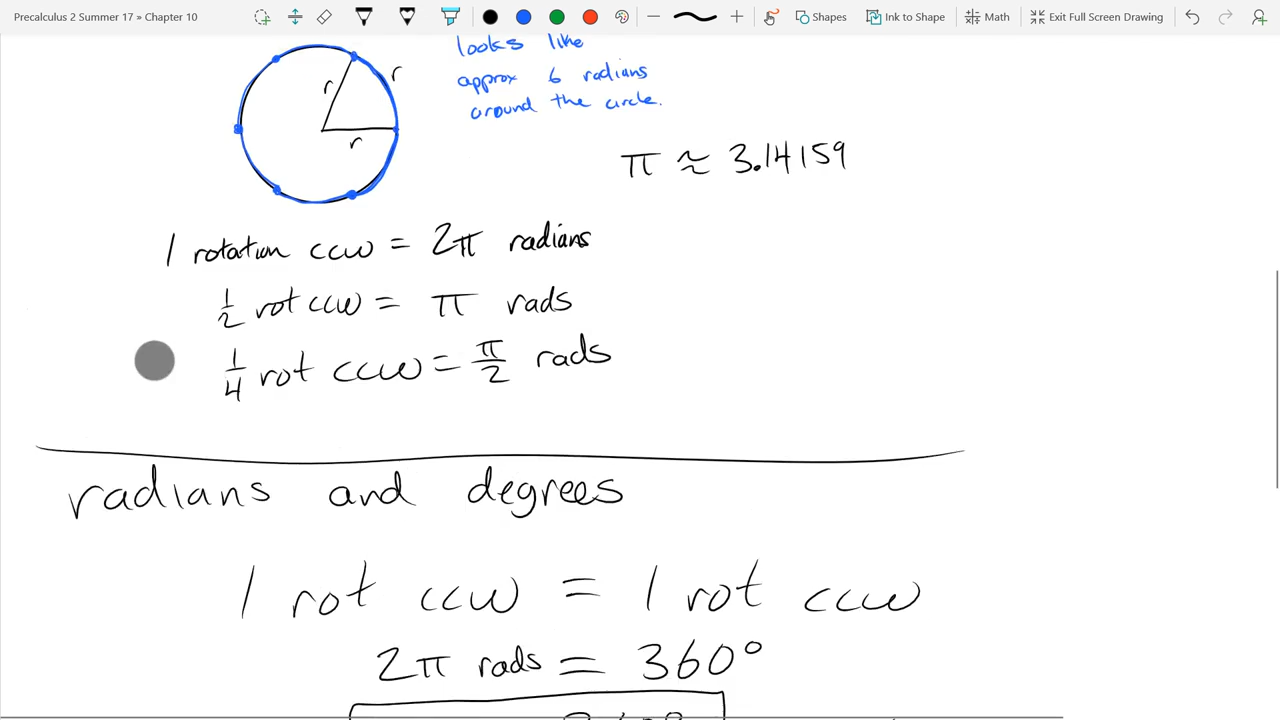 Precalculus 2 Summer 17 » Chapter 10
Shapes
Ink to Shape
Math
Exit Full Screen Drawing
looks like
approx 6 radians
around the circle.
r
r
r
π ≈ 3.14159
1 rotation ccw = 2π radians
1/2 rot ccw = π rads
1/4 rot ccw = π/2 rads
radians and degrees
1 rot ccw = 1 rot ccw
2π rads = 360°